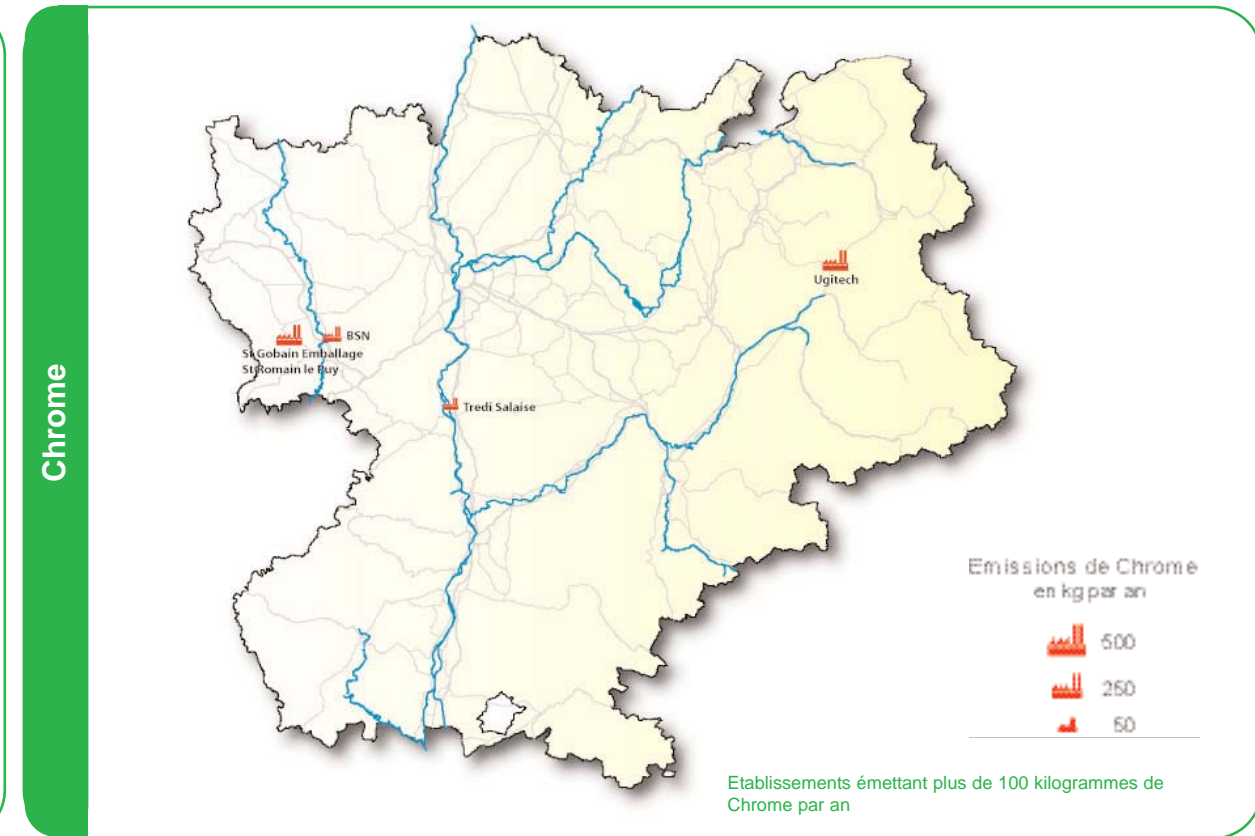 Chrome
Ugitech
BSN
St Gobain Emballage
St Romain le Puy
Tredi Salaise
Emissions de Chrome
en kg par an
500
250
50
Etablissements émettant plus de 100 kilogrammes de
Chrome par an